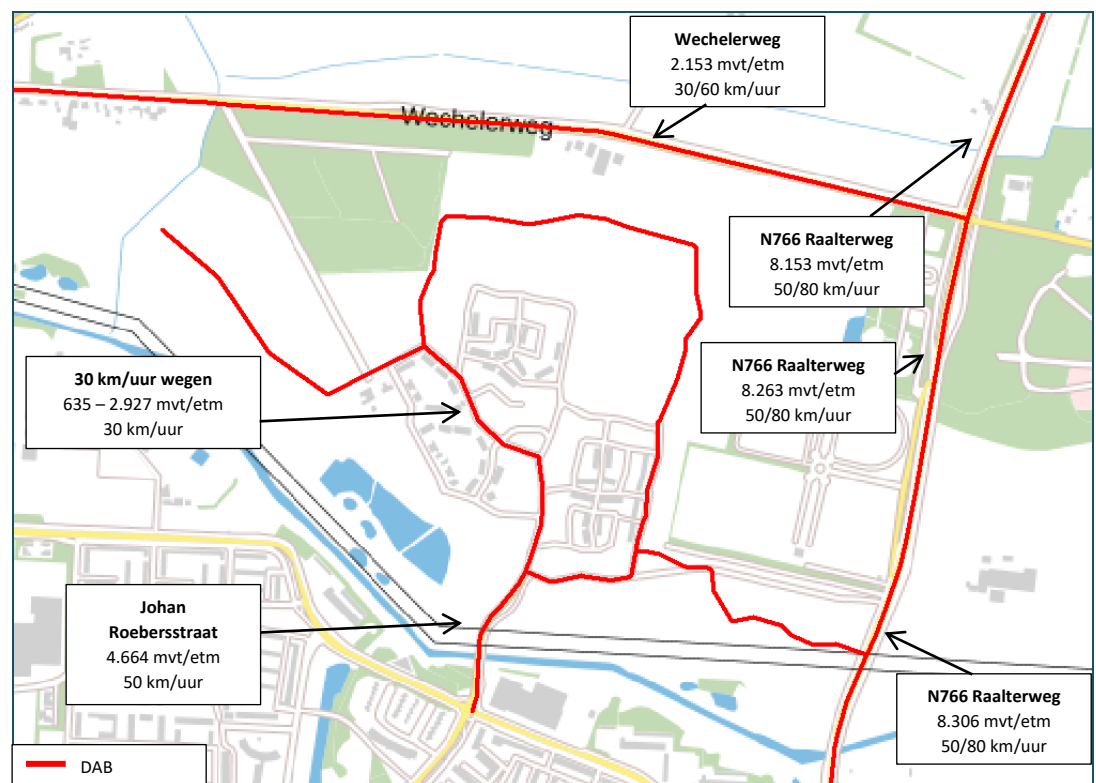 Wechelerweg
2.153 mvt/etm
30/60 km/uur
Wechelerweg
N766 Raalterweg
8.153 mvt/etm
50/80 km/uur
N766 Raalterweg
8.263 mvt/etm
50/80 km/uur
30 km/uur wegen
635 – 2.927 mvt/etm
30 km/uur
Johan
Roebersstraat
4.664 mvt/etm
50 km/uur
N766 Raalterweg
8.306 mvt/etm
50/80 km/uur
DAB